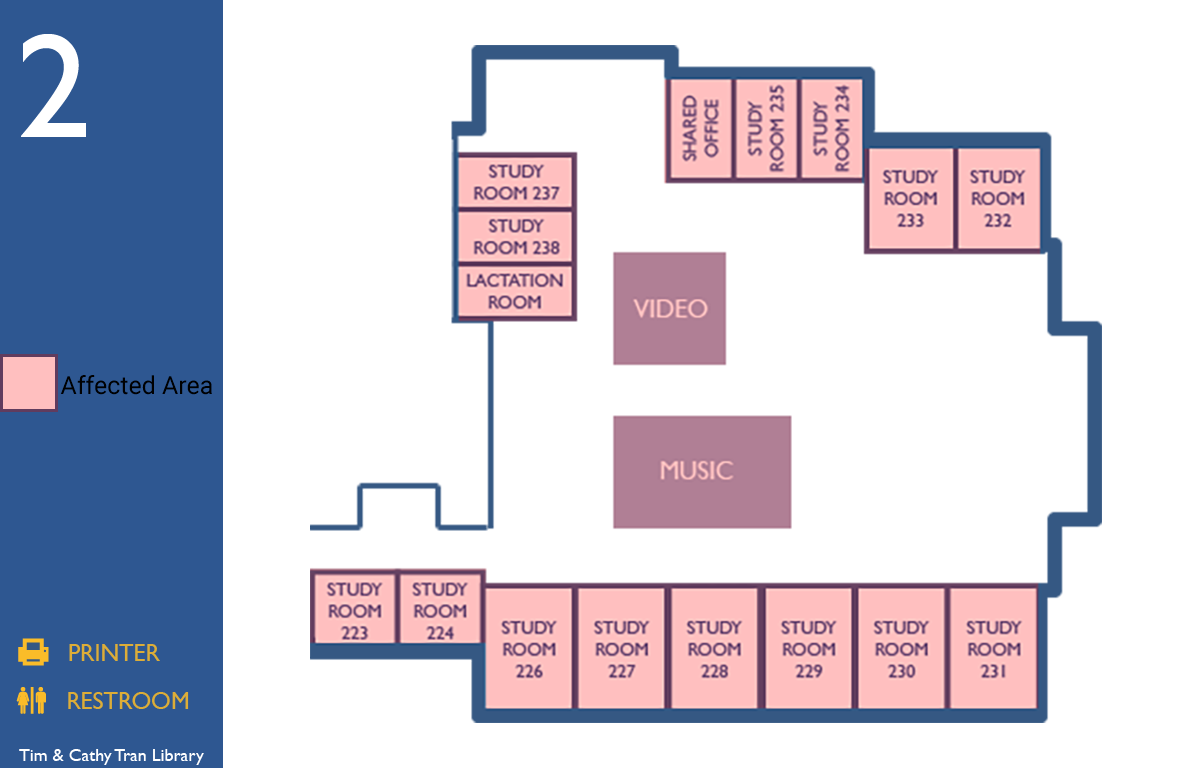 2
Affected Area
PRINTER
RESTROOM
Tim & Cathy Tran Library
SHARED
OFFICE
STUDY
ROOM 235
STUDY
ROOM 234
STUDY
ROOM
233
STUDY
ROOM
232
STUDY
ROOM 237
STUDY
ROOM 238
LACTATION
ROOM
VIDEO
MUSIC
STUDY
ROOM
223
STUDY
ROOM
224
STUDY
ROOM
226
STUDY
ROOM
227
STUDY
ROOM
228
STUDY
ROOM
229
STUDY
ROOM
230
STUDY
ROOM
231